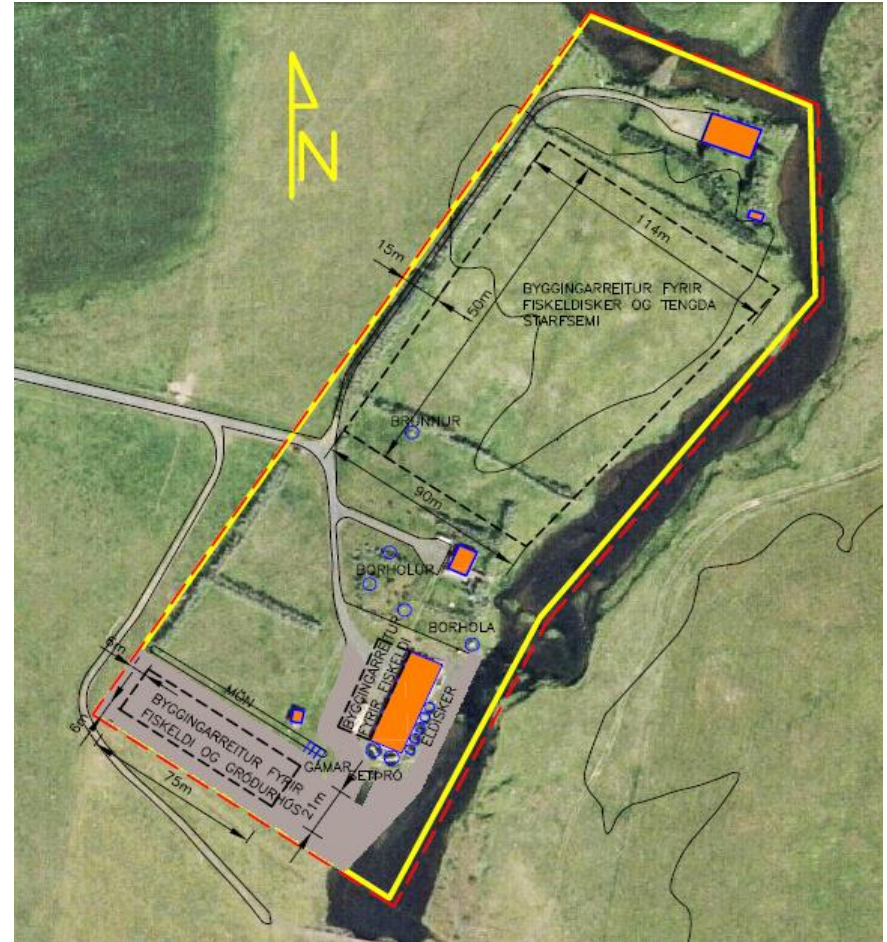 N
114m
15m
150m
BYGGINGARREITUR FYRIR
FISKELDISKER OG TENGDA
STARFSEMI
BRUNNUR
90m
BORHOLUR
BORHOLA
BYGGINGARREITUR
FYRIR FISKELDI
ELDISKER
6m
MÖN
BYGGINGARREITUR FYRIR
FISKELDI OG GRÓÐURHÚS
6m
GÁMAR
SETÞRÓ
75m
21m